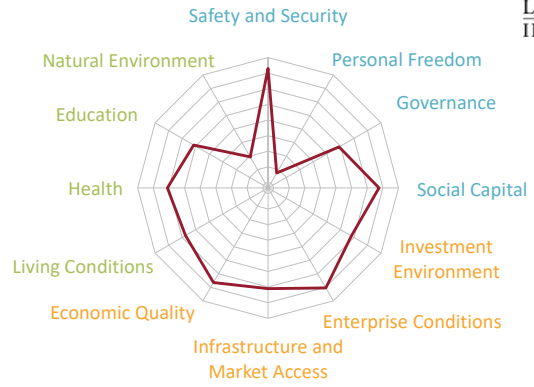 Safety and Security
Natural Environment
Personal Freedom
Education
Governance
Health
Social Capital
Living Conditions
Investment
Environment
Economic Quality
Enterprise Conditions
Infrastructure and
Market Access